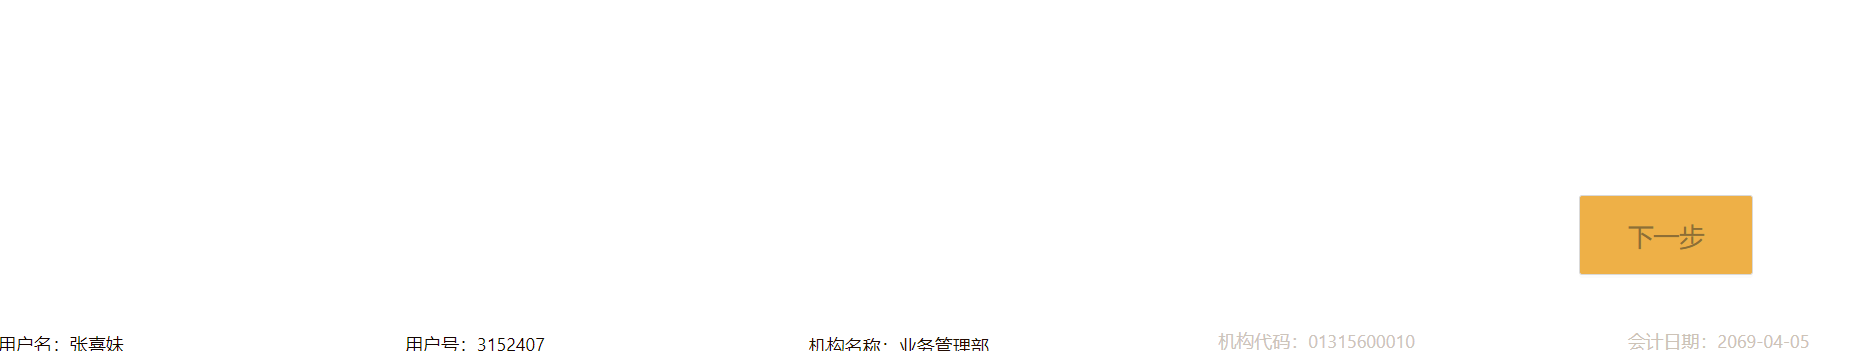 下一步
用户名：张喜妹 用户号：3152407 机构名称：业务管理部 机构代码：01315600010 会计日期：2069-04-05